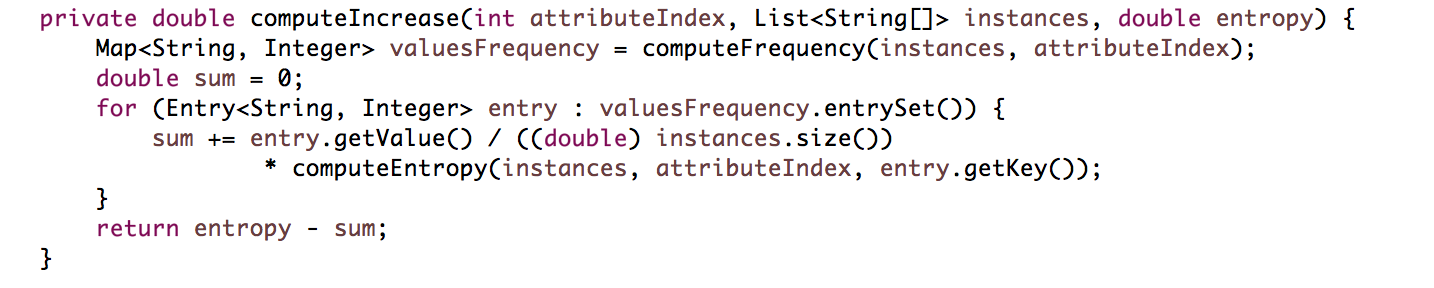 private double computeIncrease(int attributeIndex, List<String[]> instances, double entropy) {
Map<String, Integer> valuesFrequency = computeFrequency(instances, attributeIndex);
double sum = 0;
for (Entry<String, Integer> entry : valuesFrequency.entrySet()) {
sum += entry.getValue() / ((double) instances.size())
* computeEntropy(instances, attributeIndex, entry.getKey());
}
return entropy - sum;
}